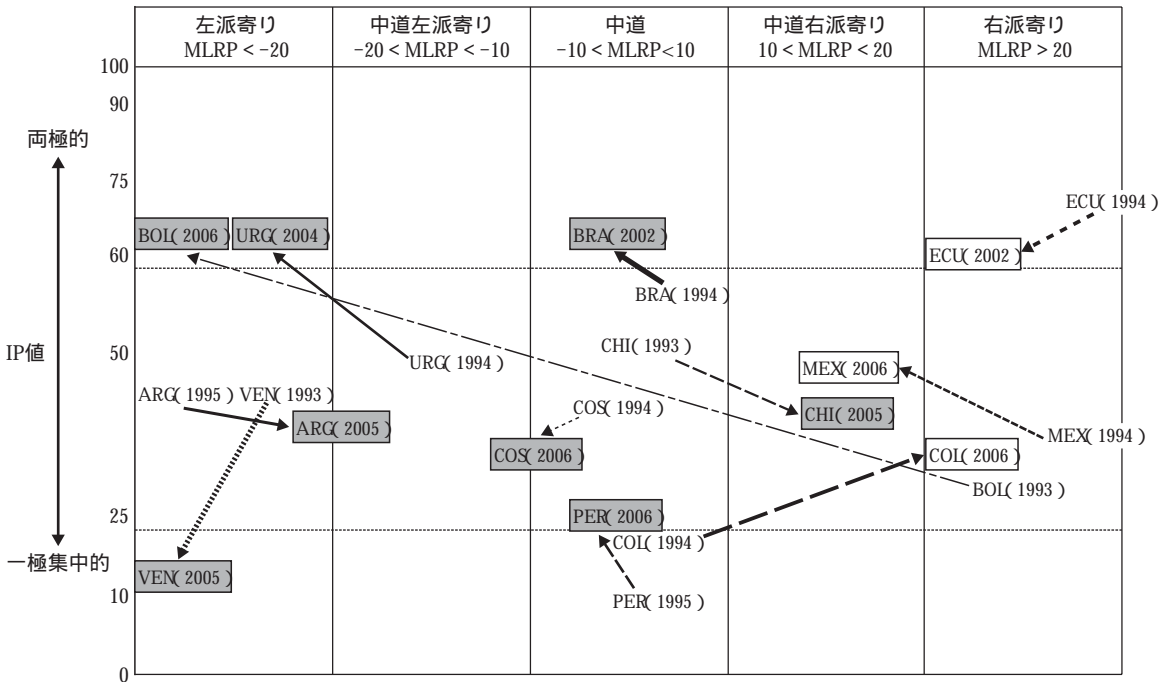 左派寄り
MLRP < -20
中道左派寄り
-20 < MLRP < -10
中道
-10 < MLRP<10
中道右派寄り
10 < MLRP < 20
右派寄り
MLRP > 20
100
90
両極的
75
ECU( 1994 )
BOL( 2006 )
URG( 2004 )
BRA( 2002 )
ECU( 2002 )
60
BRA( 1994 )
IP値
50
CHI( 1993 )
URG( 1994 )
MEX( 2006 )
ARG( 1995 )
VEN( 1993 )
COS( 1994 )
CHI( 2005 )
ARG( 2005 )
MEX( 1994 )
COS( 2006 )
COL( 2006 )
BOL( 1993 )
25
PER( 2006 )
COL( 1994 )
一極集中的
VEN( 2005 )
10
PER( 1995 )
0